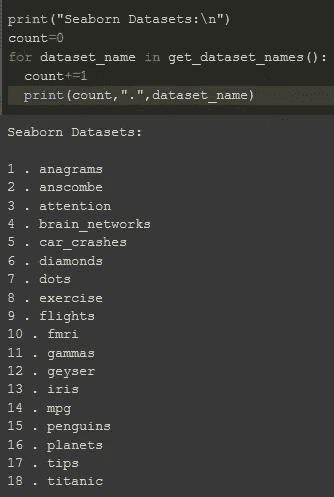 print("Seaborn Datasets:\n")
count=0
for dataset_name in get_dataset_names():
  count+=1
  print(count,".",dataset_name)
Seaborn Datasets:
1 . anagrams
2 . anscombe
3 . attention
4 . brain_networks
5 . car_crashes
6 . diamonds
7 . dots
8 . exercise
9 . flights
10 . fmri
11 . gammas
12 . geyser
13 . iris
14 . mpg
15 . penguins
16 . planets
17 . tips
18 . titanic